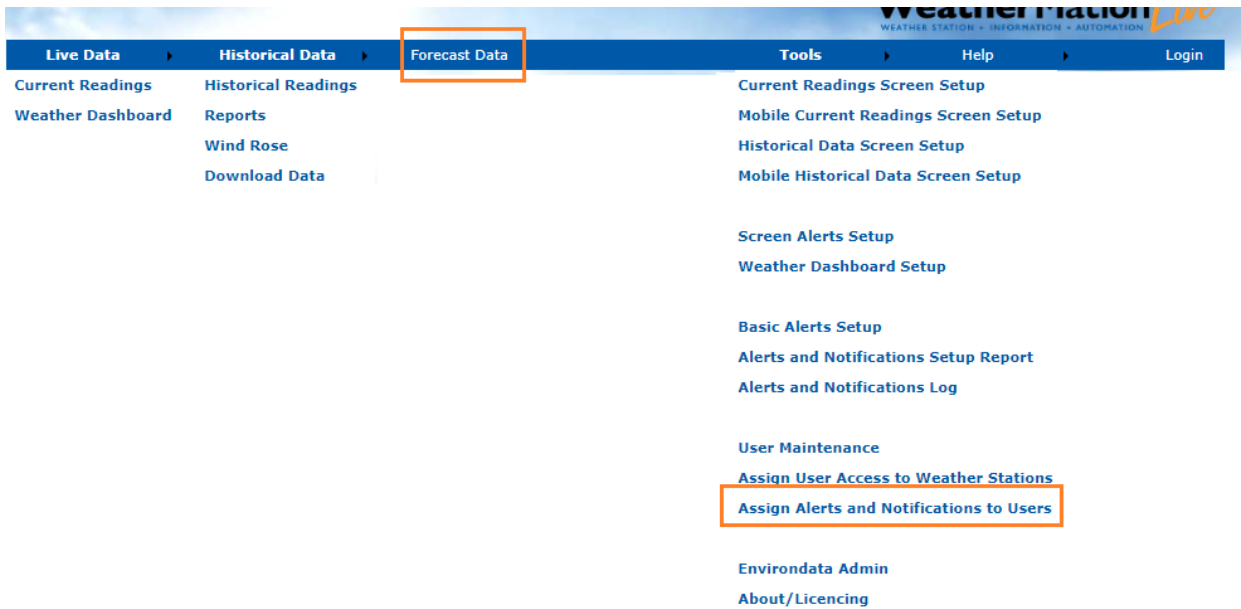 WeatherMation Live
WEATHER STATION • INFORMATION • AUTOMATION
Live Data Historical Data Forecast Data Tools Help Login
Current Readings Historical Readings Current Readings Screen Setup
Weather Dashboard Reports Mobile Current Readings Screen Setup
Wind Rose Historical Data Screen Setup
Download Data Mobile Historical Data Screen Setup
Screen Alerts Setup
Weather Dashboard Setup
Basic Alerts Setup
Alerts and Notifications Setup Report
Alerts and Notifications Log
User Maintenance
Assign User Access to Weather Stations
Assign Alerts and Notifications to Users
Environdata Admin
About/Licencing